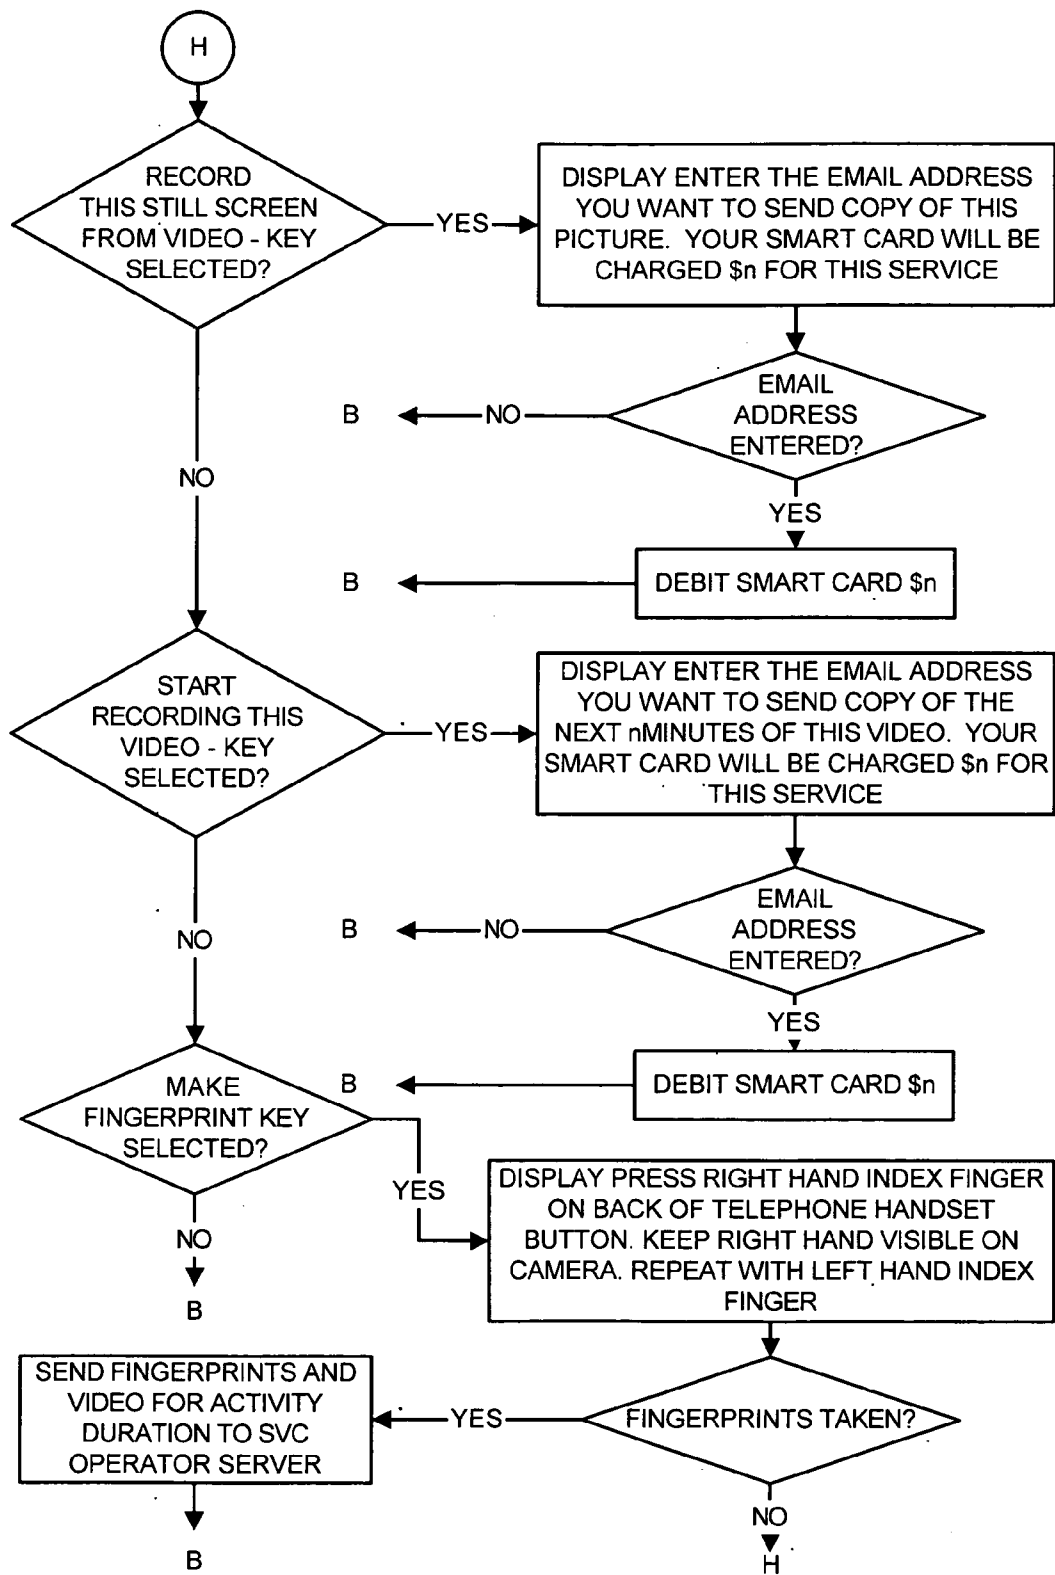 H
RECORD
THIS STILL SCREEN
FROM VIDEO - KEY
SELECTED?
YES
DISPLAY ENTER THE EMAIL ADDRESS
YOU WANT TO SEND COPY OF THIS
PICTURE. YOUR SMART CARD WILL BE
CHARGED $n FOR THIS SERVICE
EMAIL
ADDRESS
ENTERED?
NO
B
YES
NO
DEBIT SMART CARD $n
B
START
RECORDING THIS
VIDEO - KEY
SELECTED?
YES
DISPLAY ENTER THE EMAIL ADDRESS
YOU WANT TO SEND COPY OF THE
NEXT nMINUTES OF THIS VIDEO. YOUR
SMART CARD WILL BE CHARGED $n FOR
THIS SERVICE
EMAIL
ADDRESS
ENTERED?
NO
B
NO
YES
DEBIT SMART CARD $n
B
MAKE
FINGERPRINT KEY
SELECTED?
YES
NO
B
DISPLAY PRESS RIGHT HAND INDEX FINGER
ON BACK OF TELEPHONE HANDSET
BUTTON. KEEP RIGHT HAND VISIBLE ON
CAMERA. REPEAT WITH LEFT HAND INDEX
FINGER
FINGERPRINTS TAKEN?
YES
SEND FINGERPRINTS AND
VIDEO FOR ACTIVITY
DURATION TO SVC
OPERATOR SERVER
B
NO
H